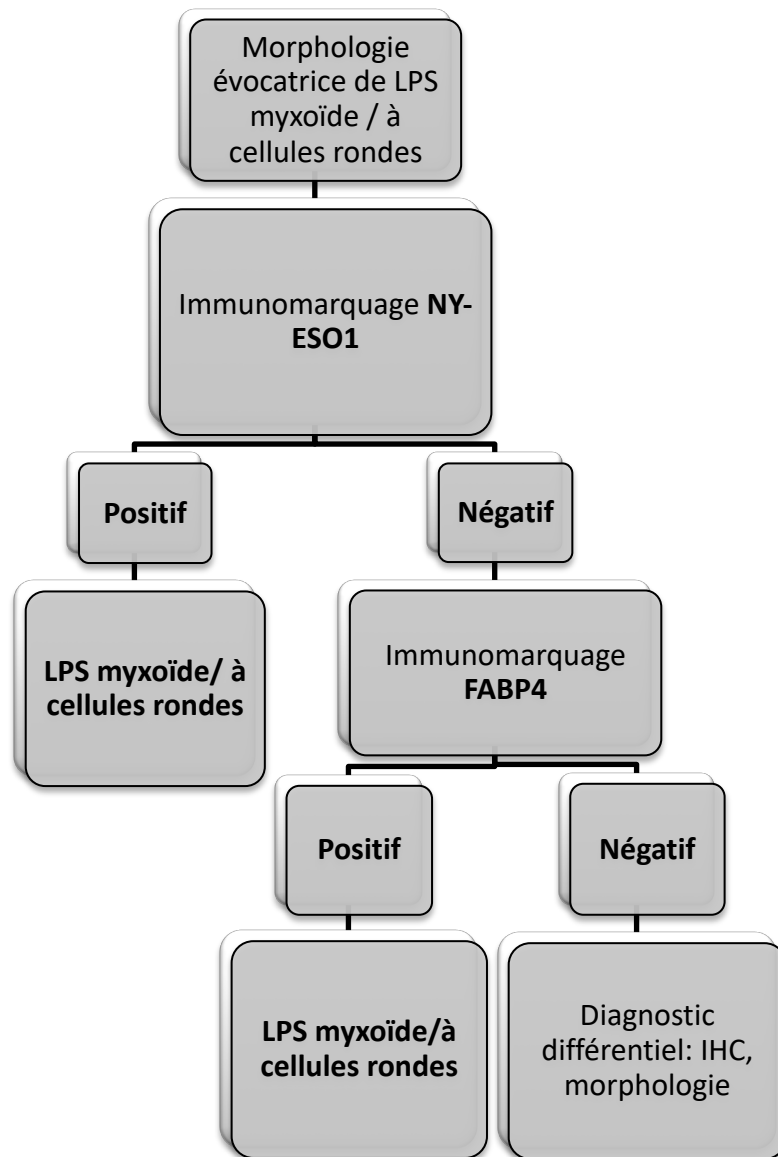 Morphologie
évocatrice de LPS
myxoïde / à
cellules rondes
Immunomarquage NY-
ESO1
Positif
Négatif
LPS myxoïde/ à
cellules rondes
Immunomarquage
FABP4
Positif
Négatif
LPS myxoïde/à
cellules rondes
Diagnostic
différentiel: IHC,
morphologie